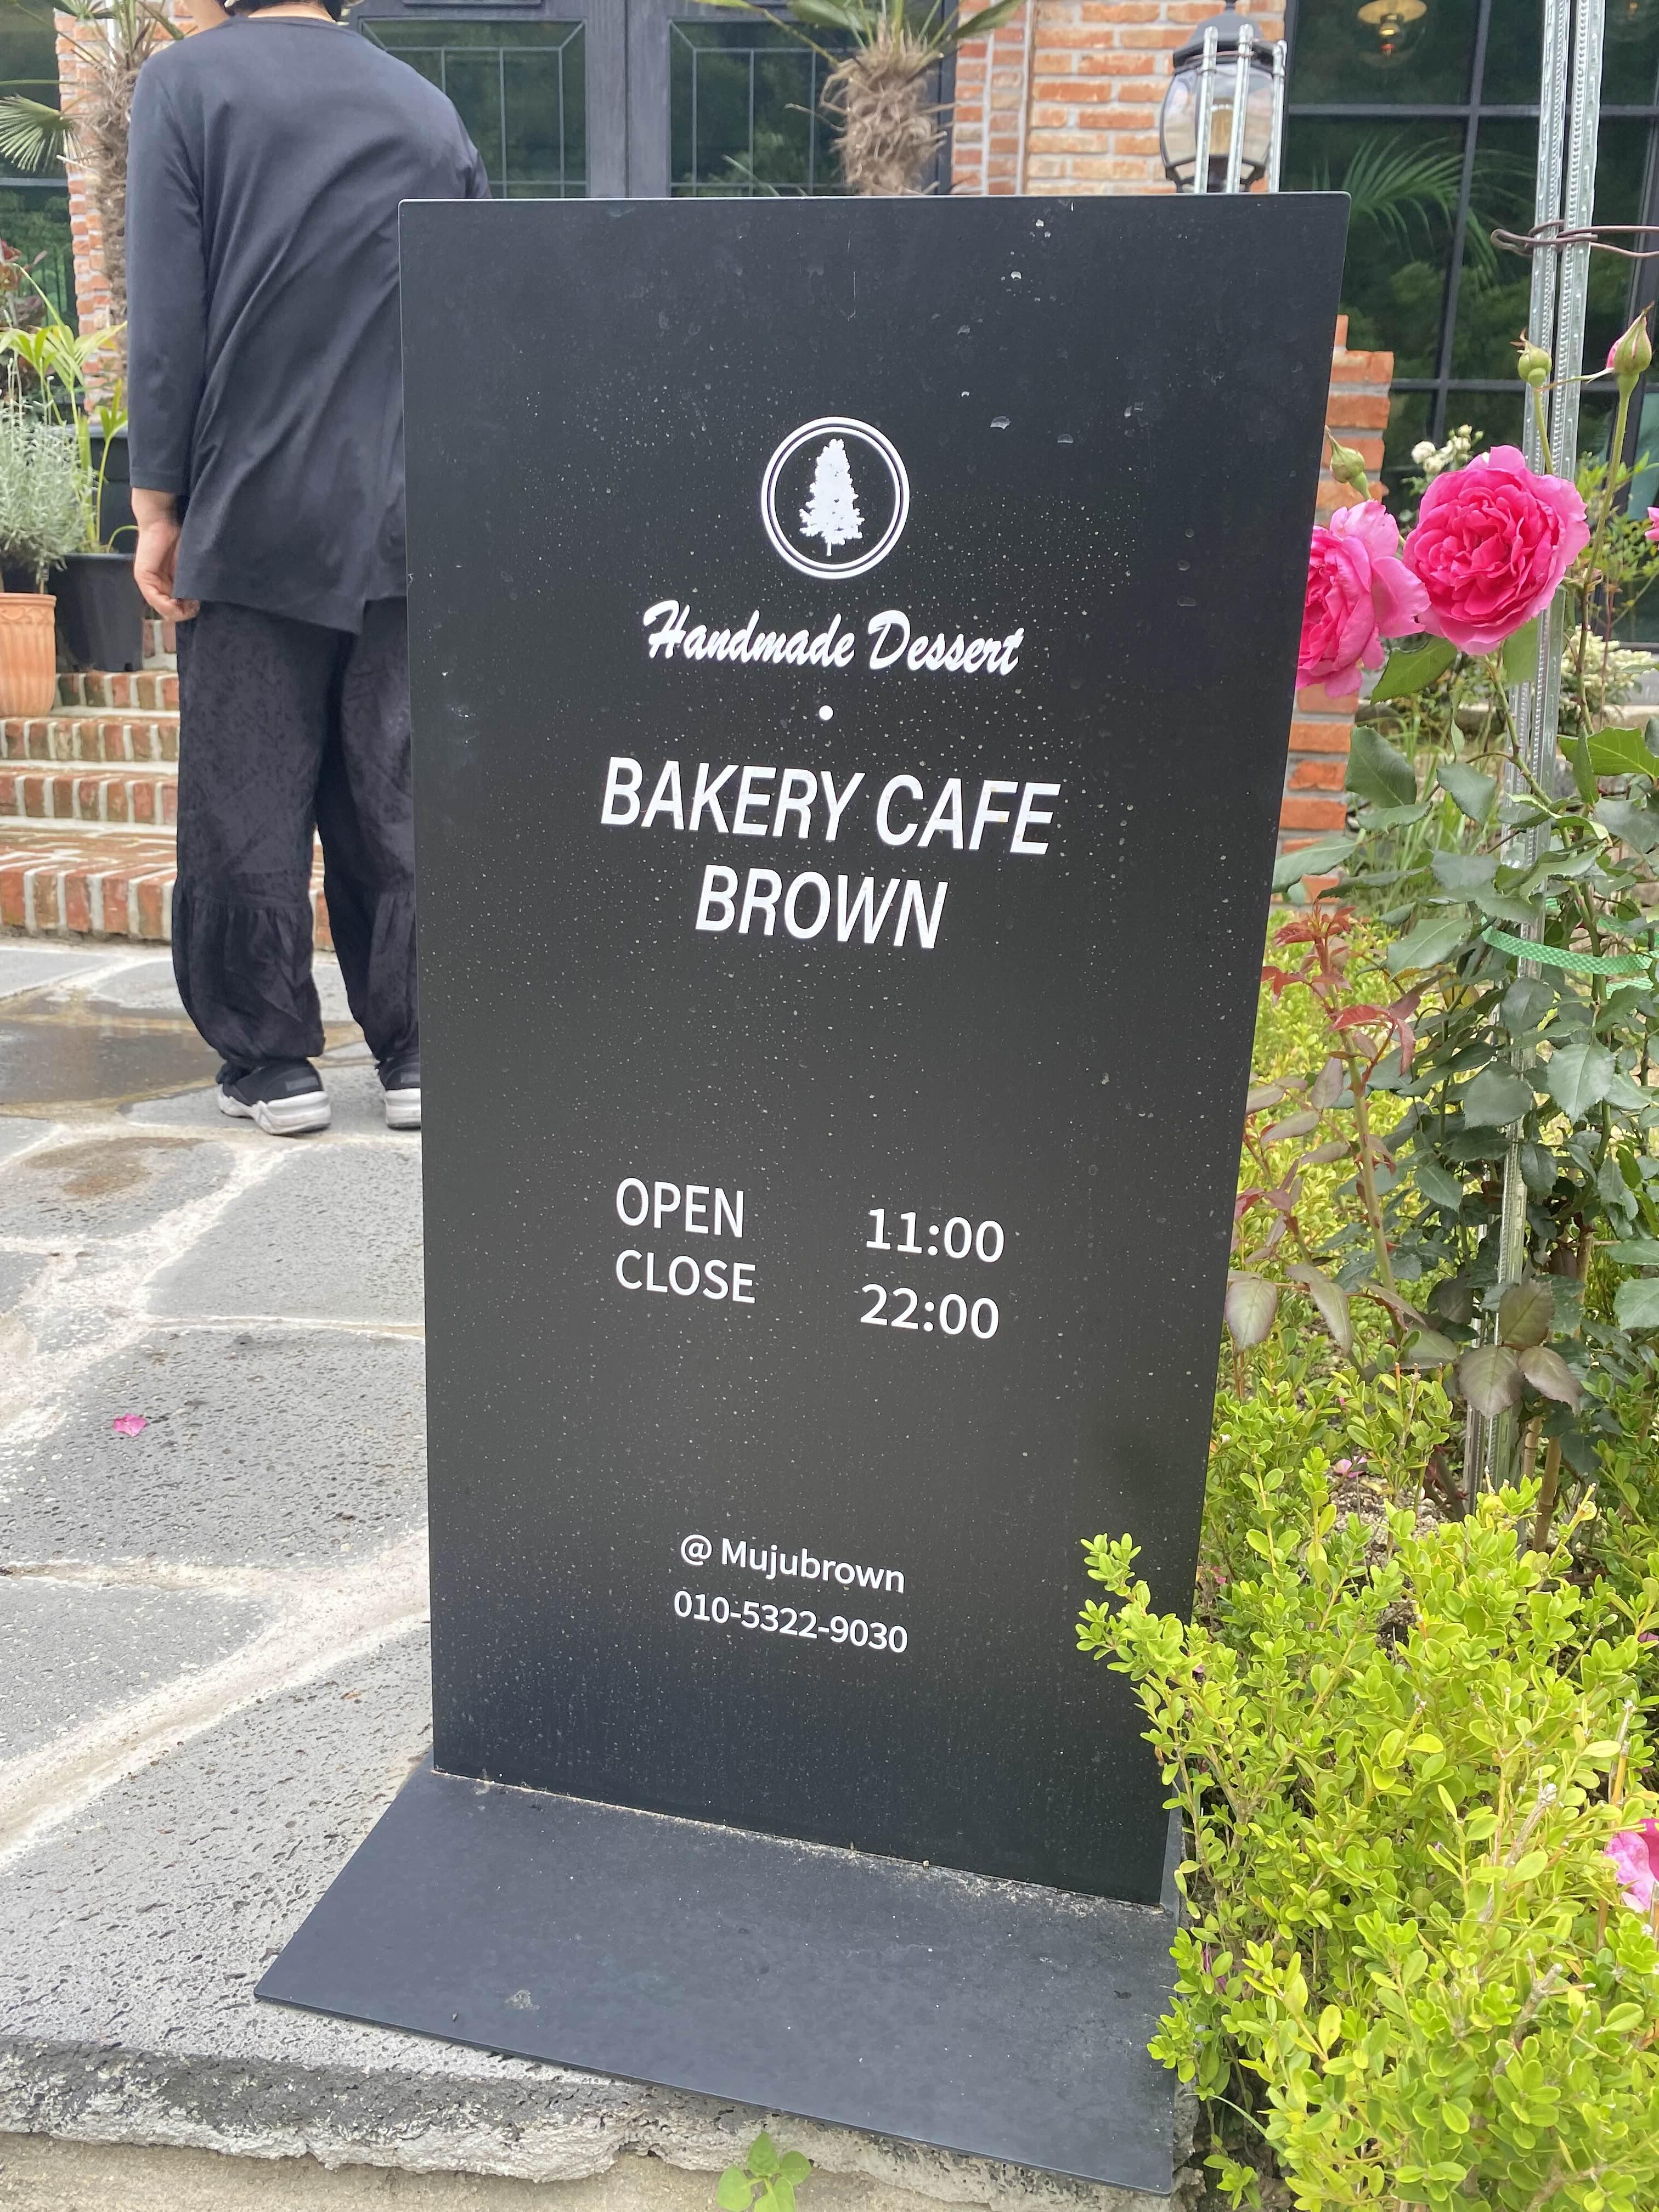 Handmade Dessert
BAKERY CAFE
BROWN
OPEN 11:00
CLOSE 22:00
@ Mujubrown
010-5322-9030